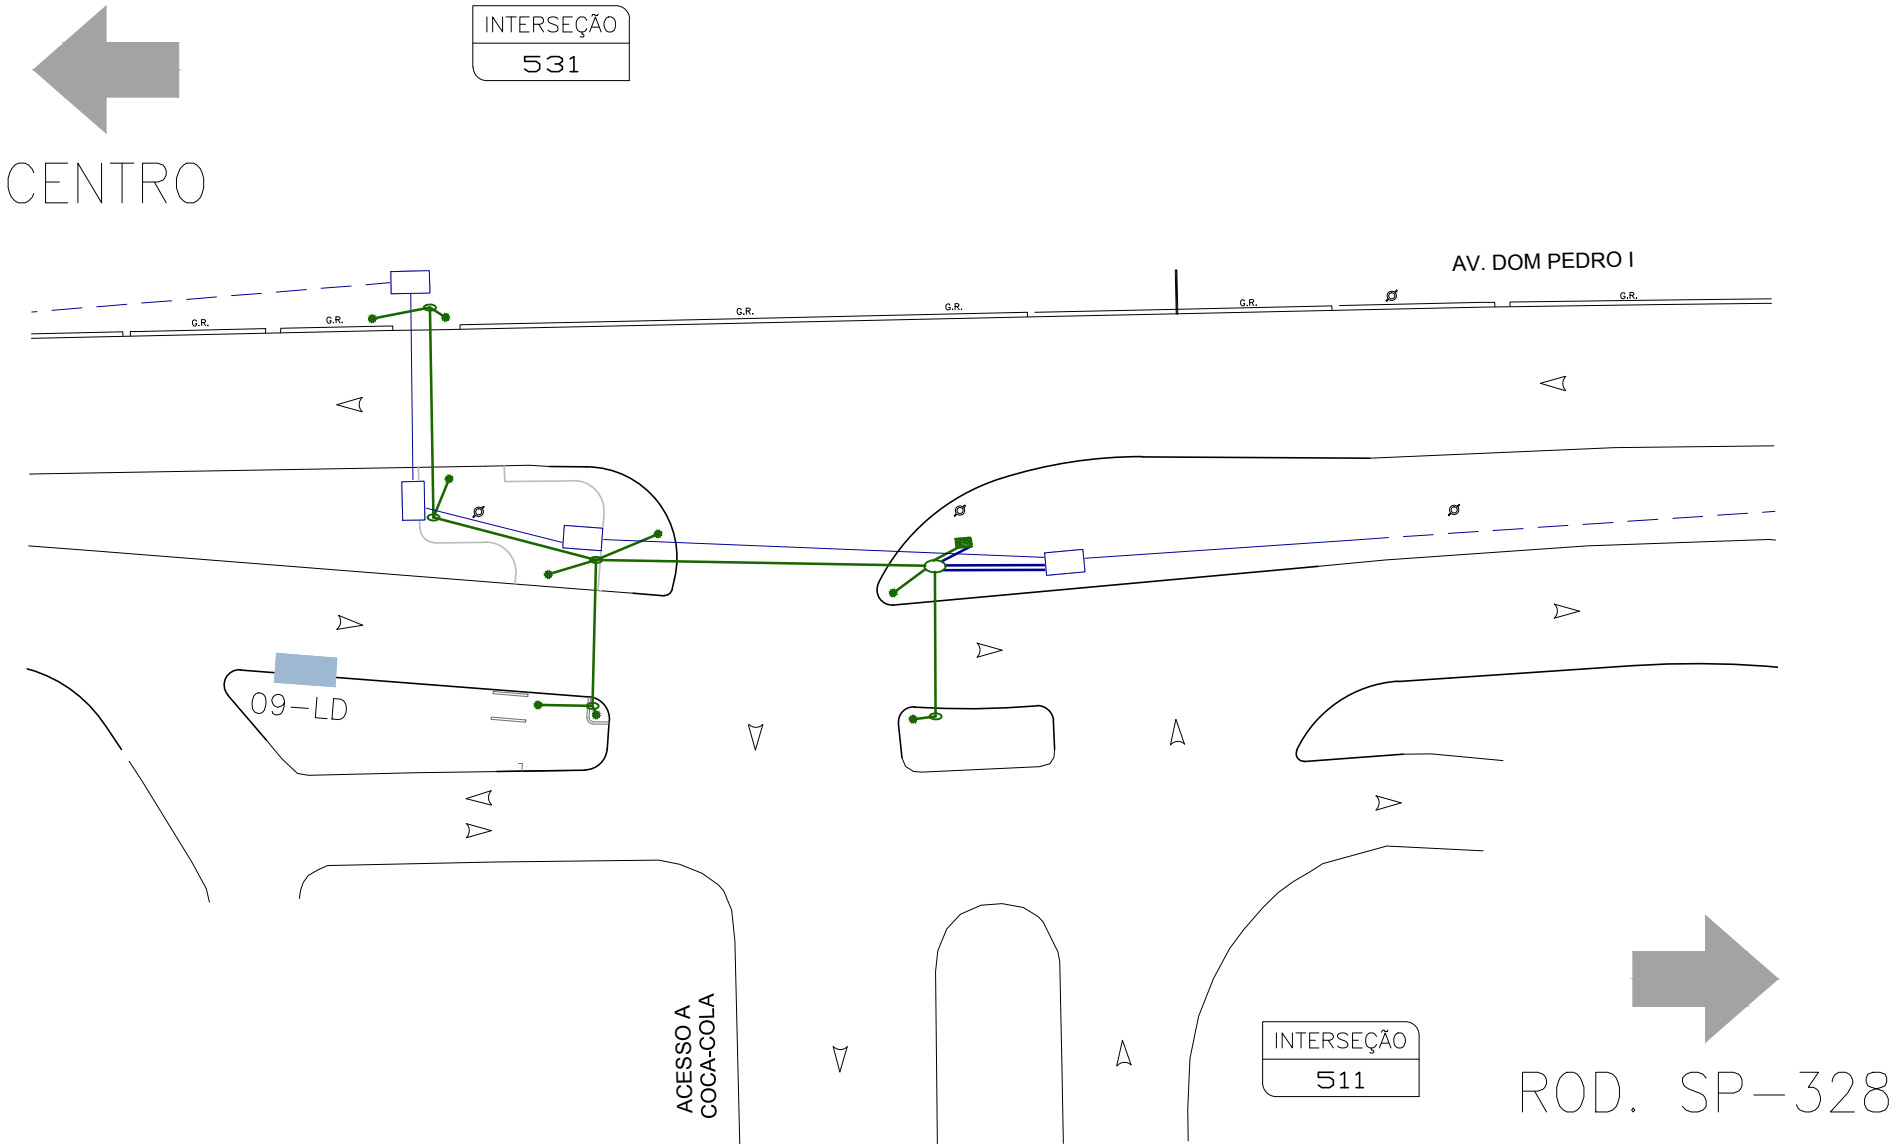 INTERSEÇÃO
531
CENTRO
AV. DOM PEDRO I
G.R.
G.R.
G.R.
G.R.
G.R.
G.R.
09-LD
ACESSO A
COCA-COLA
INTERSEÇÃO
511
ROD. SP-328